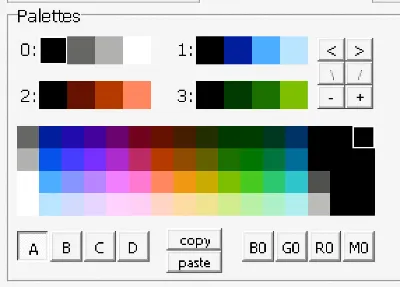 Palettes
0: 1: < >
\ /
2: 3: - +
A B C D copy B0 G0 R0 M0
paste